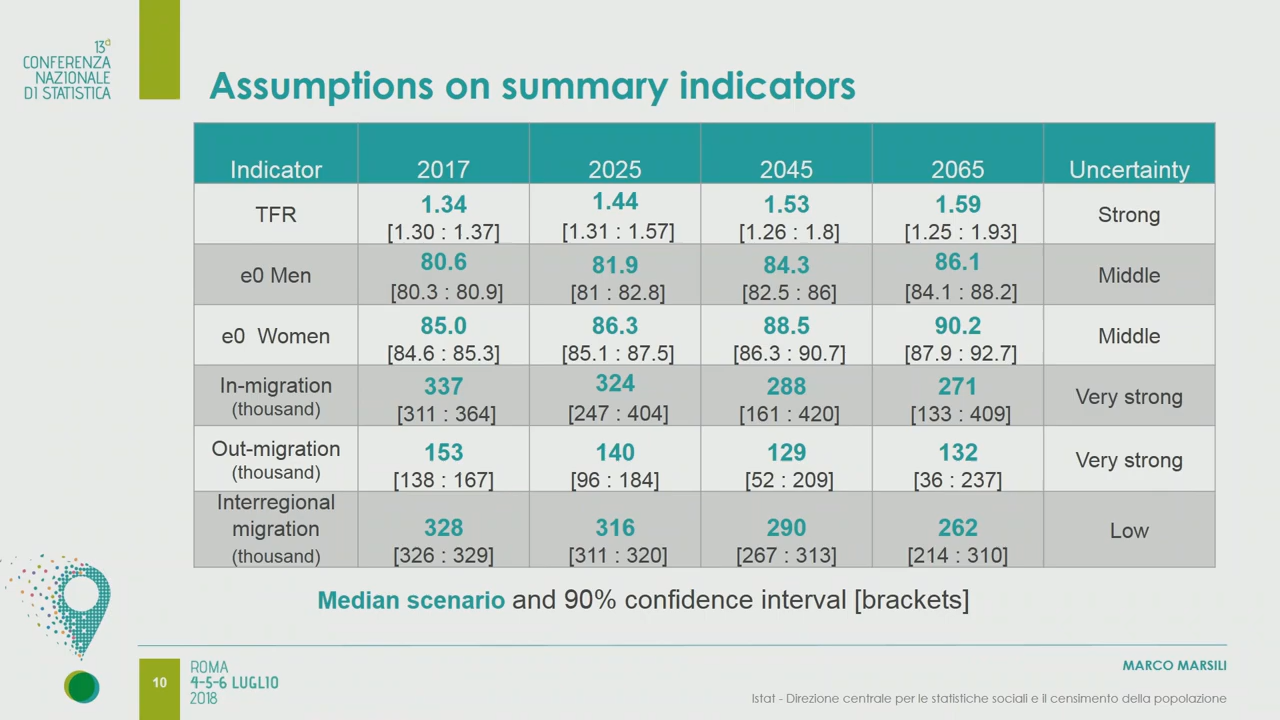 13ª
CONFERENZA
NAZIONALE
DI STATISTICA
Assumptions on summary indicators
Indicator 2017 2025 2045 2065 Uncertainty
TFR 1.34 1.44 1.53 1.59 Strong
[1.30 : 1.37] [1.31 : 1.57] [1.26 : 1.8] [1.25 : 1.93]
e0 Men 80.6 81.9 84.3 86.1 Middle
[80.3 : 80.9] [81 : 82.8] [82.5 : 86] [84.1 : 88.2]
e0 Women 85.0 86.3 88.5 90.2 Middle
[84.6 : 85.3] [85.1 : 87.5] [86.3 : 90.7] [87.9 : 92.7]
In-migration 337 324 288 271 Very strong
(thousand) [311 : 364] [247 : 404] [161 : 420] [133 : 409]
Out-migration 153 140 129 132 Very strong
(thousand) [138 : 167] [96 : 184] [52 : 209] [36 : 237]
Interregional
migration 328 316 290 262 Low
(thousand) [326 : 329] [311 : 320] [267 : 313] [214 : 310]
Median scenario and 90% confidence interval [brackets]
10
ROMA
4-5-6 LUGLIO
2018
MARCO MARSILI
Istat - Direzione centrale per le statistiche sociali e il censimento della popolazione